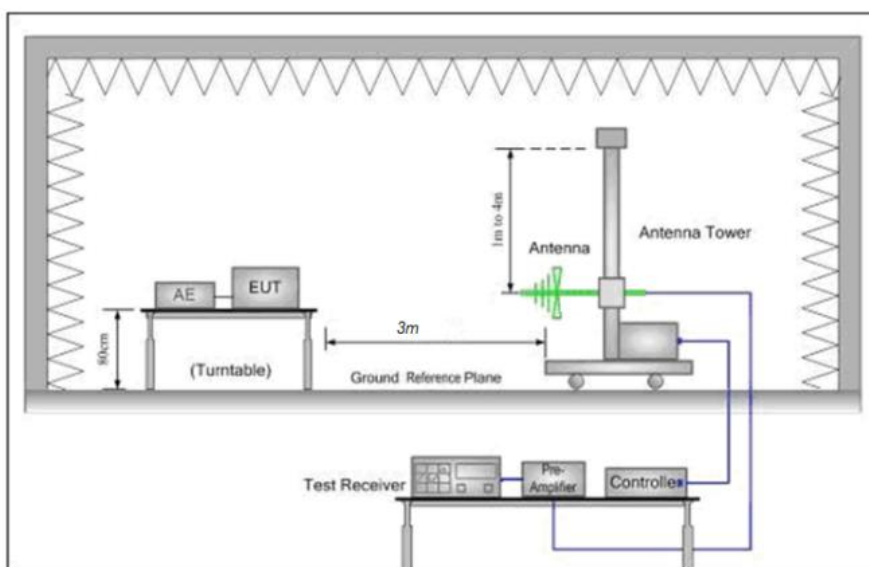 1m to 4m
Antenna
Antenna Tower
AE
EUT
80cm
3m
(Turntable)
Ground Reference Plane
Test Receiver
Pre-
Amplifier
Controlle